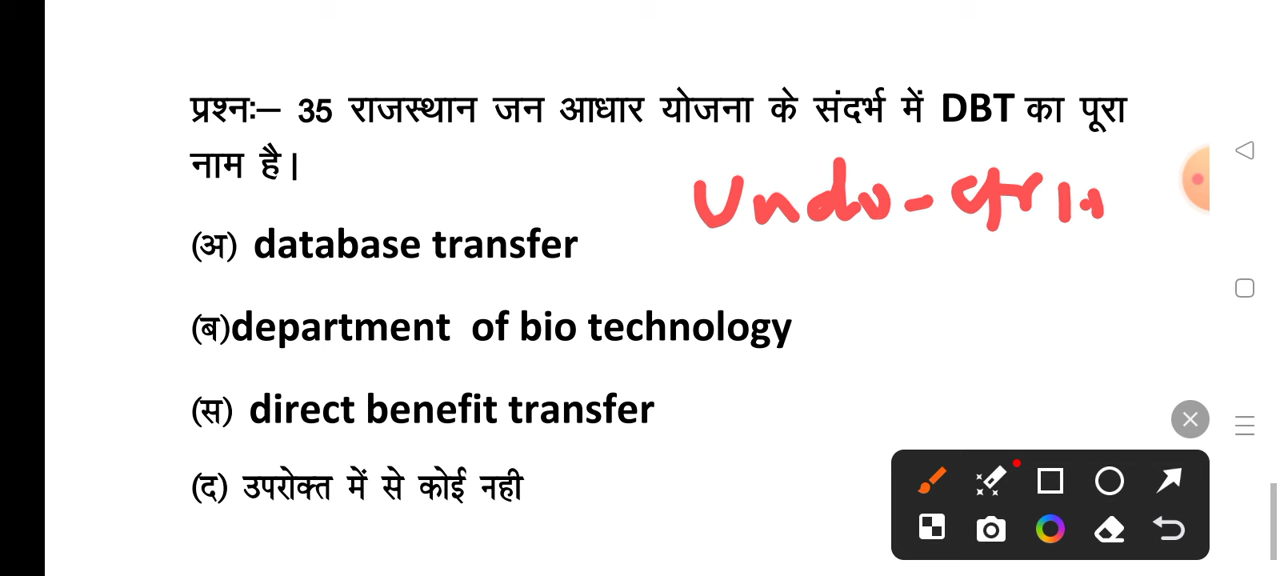 प्रश्नः– 35 राजस्थान जन आधार योजना के संदर्भ में DBT का पूरा
नाम है।
Undo -
(अ) database transfer
(ब)department of bio technology
(स) direct benefit transfer
(द) उपरोक्त में से कोई नही